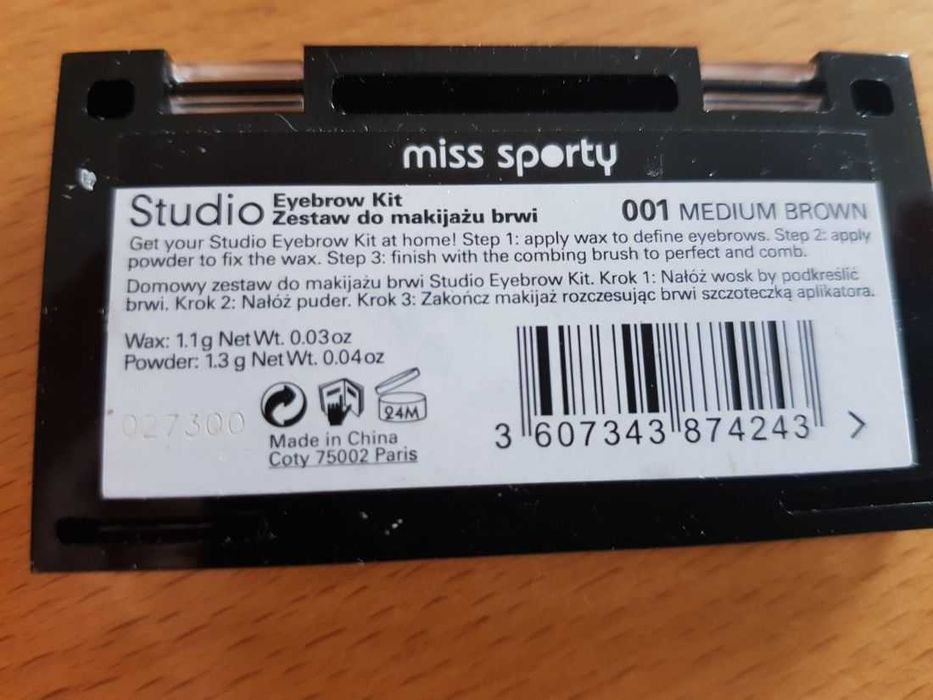 miss sporty
Studio Eyebrow Kit
Zestaw do makijażu brwi
001 MEDIUM BROWN
Get your Studio Eyebrow Kit at home! Step 1: apply wax to define eyebrows. Step 2: apply
powder to fix the wax. Step 3: finish with the combing brush to perfect and comb.
Domowy zestaw do makijażu brwi Studio Eyebrow Kit. Krok 1: Nałóż wosk by podkreślić
brwi. Krok 2: Nałóż puder. Krok 3: Zakończ makijaż rozczesując brwi szczoteczką aplikatora.
Wax: 1.1g Net Wt. 0.03oz
Powder: 1.3 g Net Wt. 0.04oz
24M
027300
Made in China
Coty 75002 Paris
3 607343 874243 >